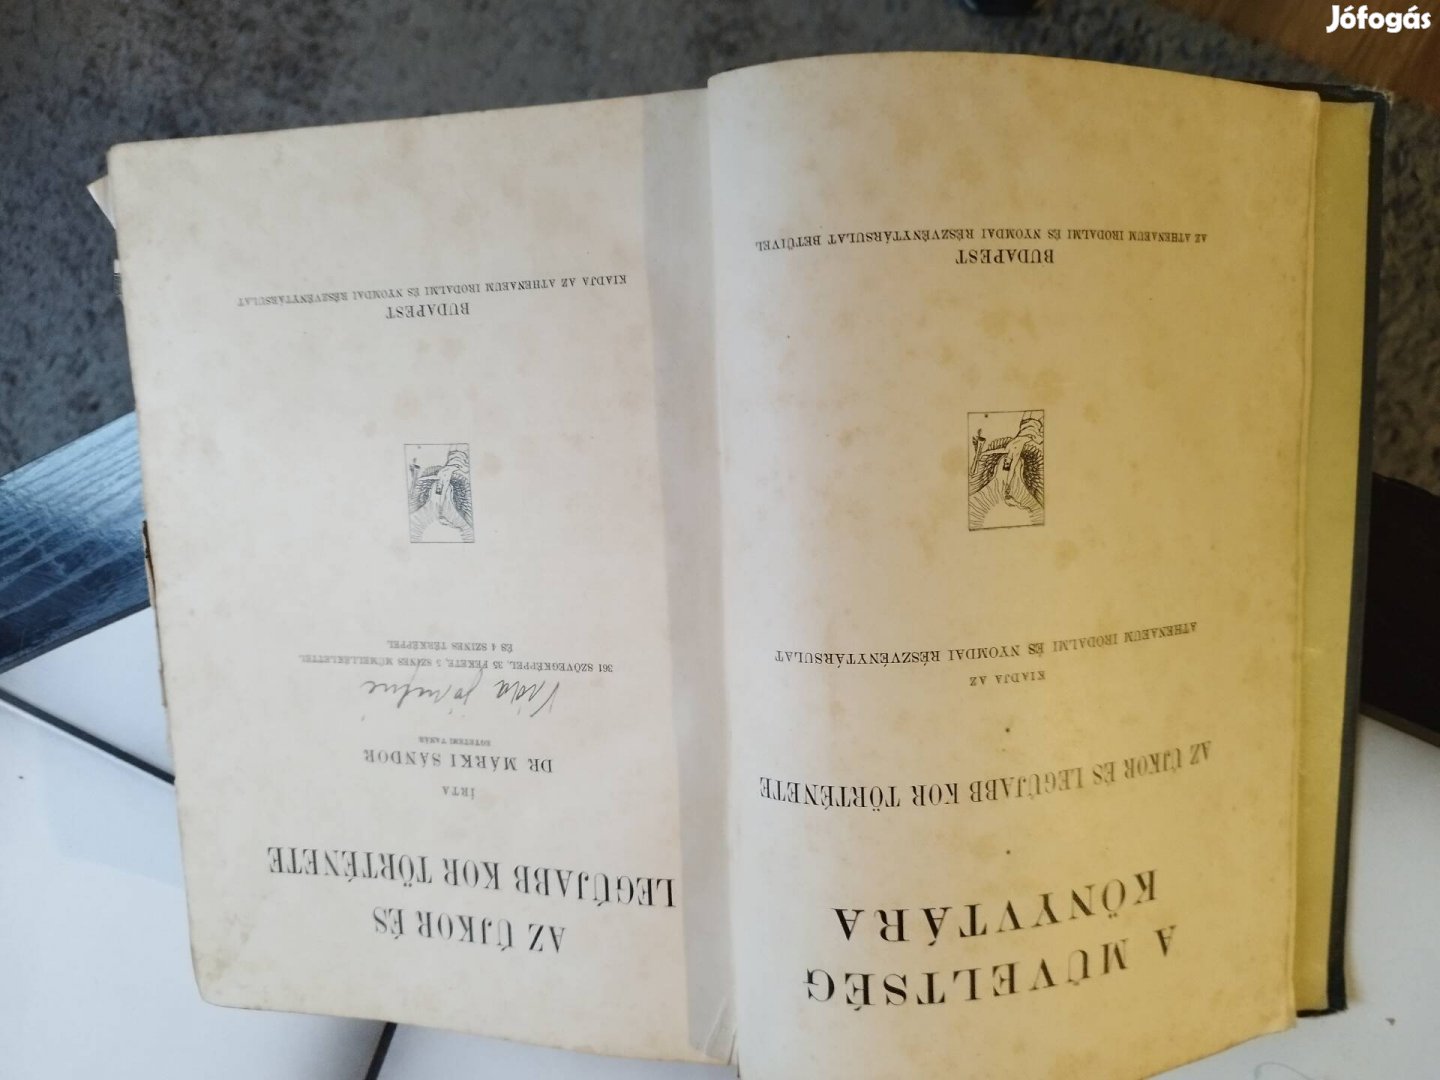 Jófogás
A MŰVELTSÉG
KÖNYVTÁRA
AZ ÚJKOR ÉS LEGÚJABB KOR TÖRTÉNETE
KIADJA AZ
ATHENAEUM IRODALMI ÉS NYOMDAI RÉSZVÉNYTÁRSULAT
BUDAPEST
AZ ATHENAEUM IRODALMI ÉS NYOMDAI RÉSZVÉNYTÁRSULAT BETŰIVEL
AZ ÚJKOR ÉS
LEGÚJABB KOR TÖRTÉNETE
ÍRTA
DR MÁRKI SÁNDOR
EGYETEMI TANÁR
361 SZÖVEGKÉPPEL, 35 FEKETE, 5 SZINES MŰMELLÉKLETTEL
ÉS 4 SZINES TÉRKÉPPEL
BUDAPEST
KIADJA AZ ATHENAEUM IRODALMI ÉS NYOMDAI RÉSZVÉNYTÁRSULAT